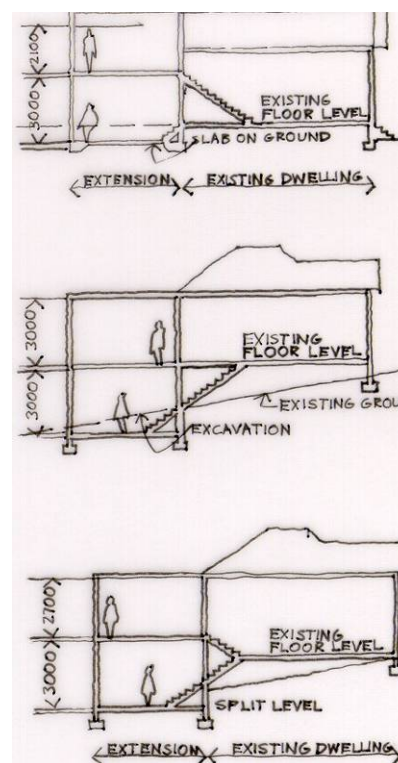 2100
3000
EXISTING
FLOOR LEVEL
SLAB ON GROUND
EXTENSION
EXISTING DWELLING
3000
3000
EXISTING
FLOOR LEVEL
EXISTING GROU
EXCAVATION
2700
3000
EXISTING
FLOOR LEVEL
SPLIT LEVEL
EXTENSION
EXISTING DWELLING